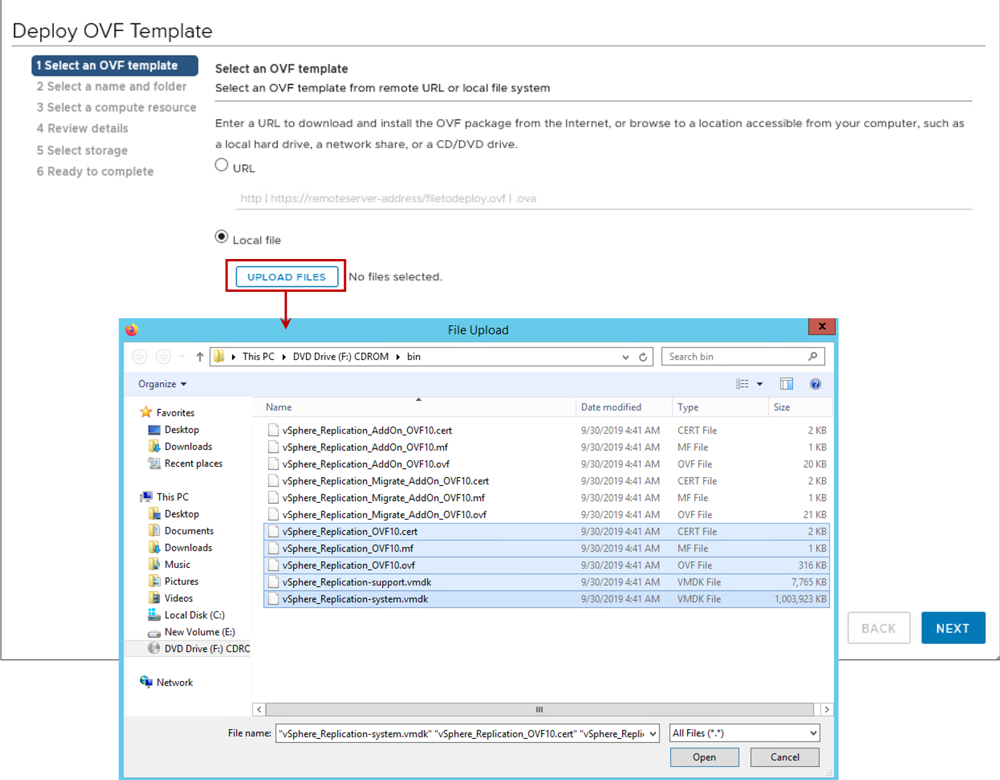 Deploy OVF Template
1 Select an OVF template
2 Select a name and folder
3 Select a compute resource
4 Review details
5 Select storage
6 Ready to complete
Select an OVF template
Select an OVF template from remote URL or local file system
Enter a URL to download and install the OVF package from the Internet, or browse to a location accessible from your computer, such as
a local hard drive, a network share, or a CD/DVD drive.
URL
http | https://remoteserver-address/filetodeploy.ovf | .ova
Local file
UPLOAD FILES No files selected.
File Upload
x
This PC DVD Drive (F:) CDROM bin
Search bin
Organize
Favorites
Desktop
Downloads
Recent places
This PC
Desktop
Documents
Downloads
Music
Pictures
Videos
Local Disk (C:)
New Volume (E:)
DVD Drive (F:) CDRO
Network
Name Date modified Type Size
vSphere_Replication_AddOn_OVF10.cert 9/30/2019 4:41 AM CERT File 2 KB
vSphere_Replication_AddOn_OVF10.mf 9/30/2019 4:41 AM MF File 1 KB
vSphere_Replication_AddOn_OVF10.ovf 9/30/2019 4:41 AM OVF File 20 KB
vSphere_Replication_Migrate_AddOn_OVF10.cert 9/30/2019 4:41 AM CERT File 2 KB
vSphere_Replication_Migrate_AddOn_OVF10.mf 9/30/2019 4:41 AM MF File 1 KB
vSphere_Replication_Migrate_AddOn_OVF10.ovf 9/30/2019 4:41 AM OVF File 21 KB
vSphere_Replication_OVF10.cert 9/30/2019 4:41 AM CERT File 2 KB
vSphere_Replication_OVF10.mf 9/30/2019 4:41 AM MF File 1 KB
vSphere_Replication_OVF10.ovf 9/30/2019 4:41 AM OVF File 316 KB
vSphere_Replication-support.vmdk 9/30/2019 4:41 AM VMDK File 7,765 KB
vSphere_Replication-system.vmdk 9/30/2019 4:41 AM VMDK File 1,003,923 KB
BACK NEXT
File name: "vSphere_Replication-system.vmdk" "vSphere_Replication_OVF10.cert" "vSphere_Repli
All Files (*.*)
Open Cancel